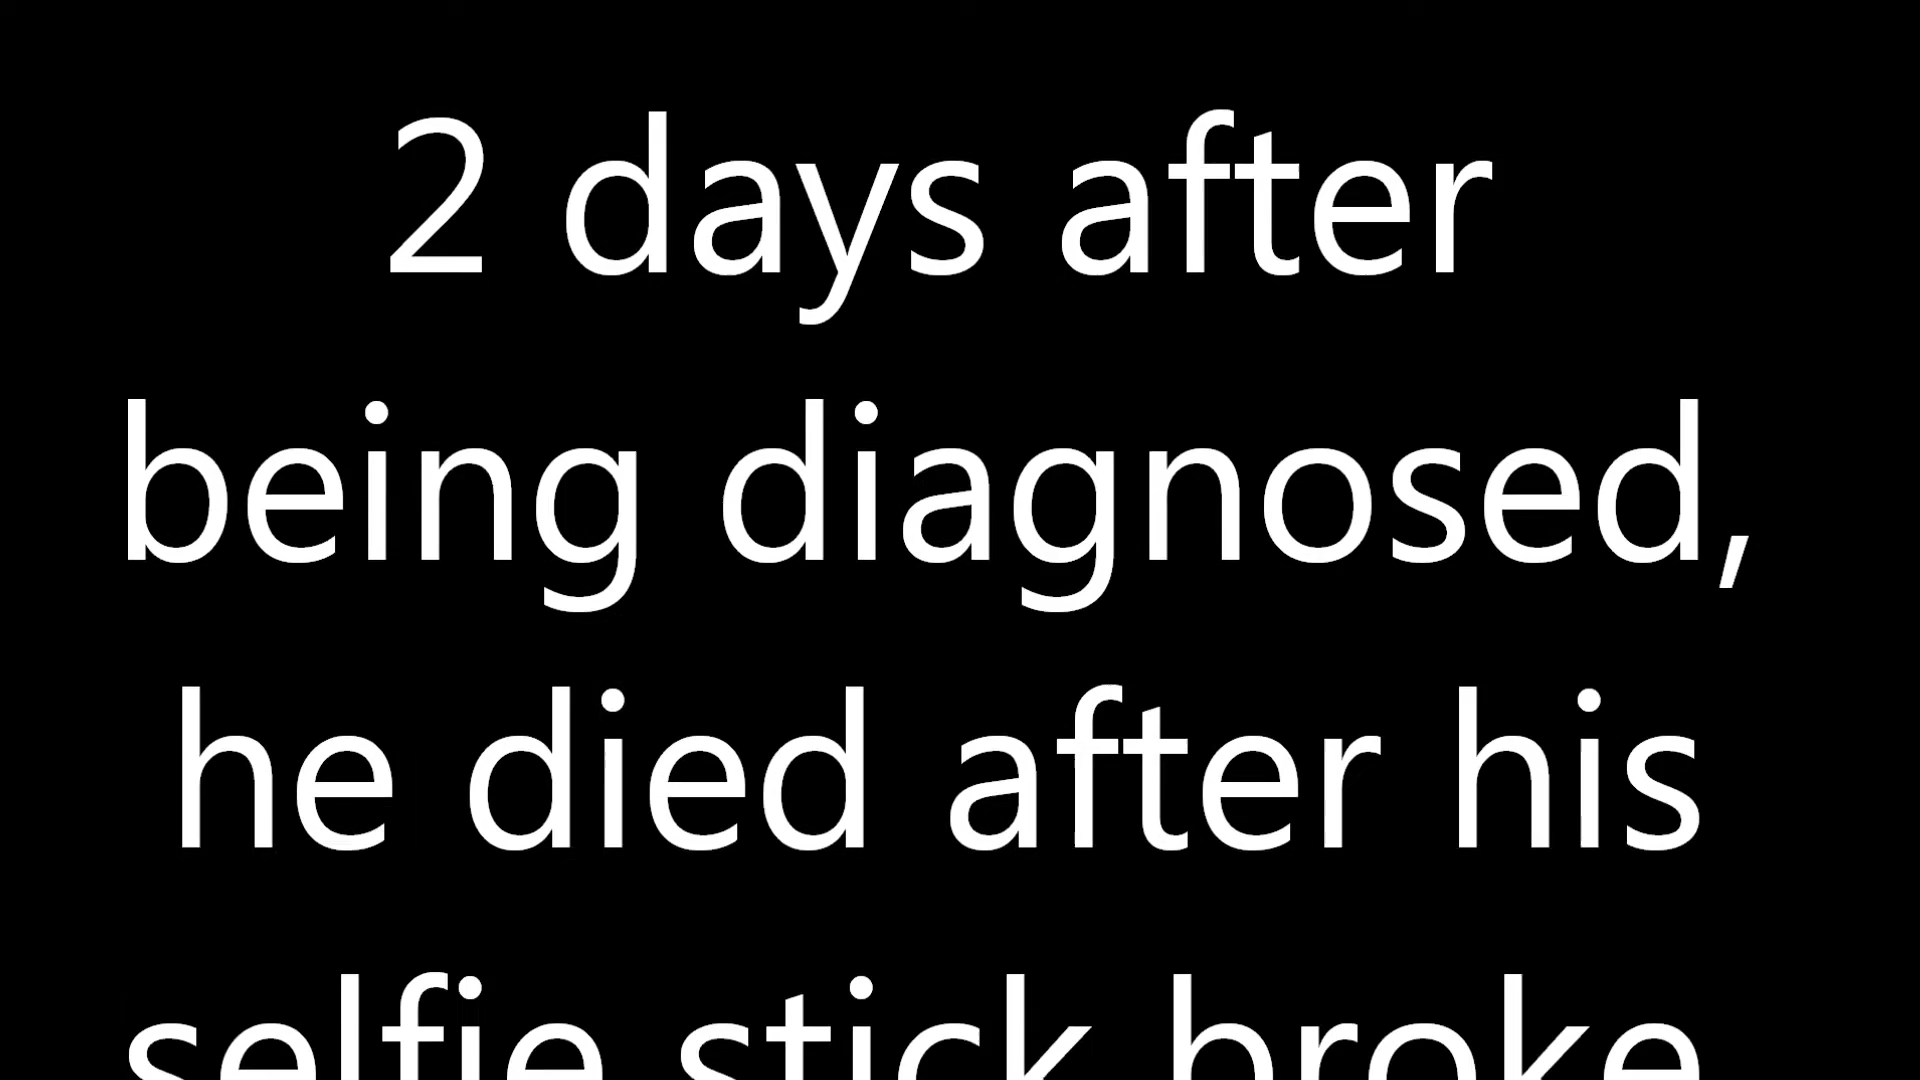 2 days after
being diagnosed,
he died after his
selfie stick broke